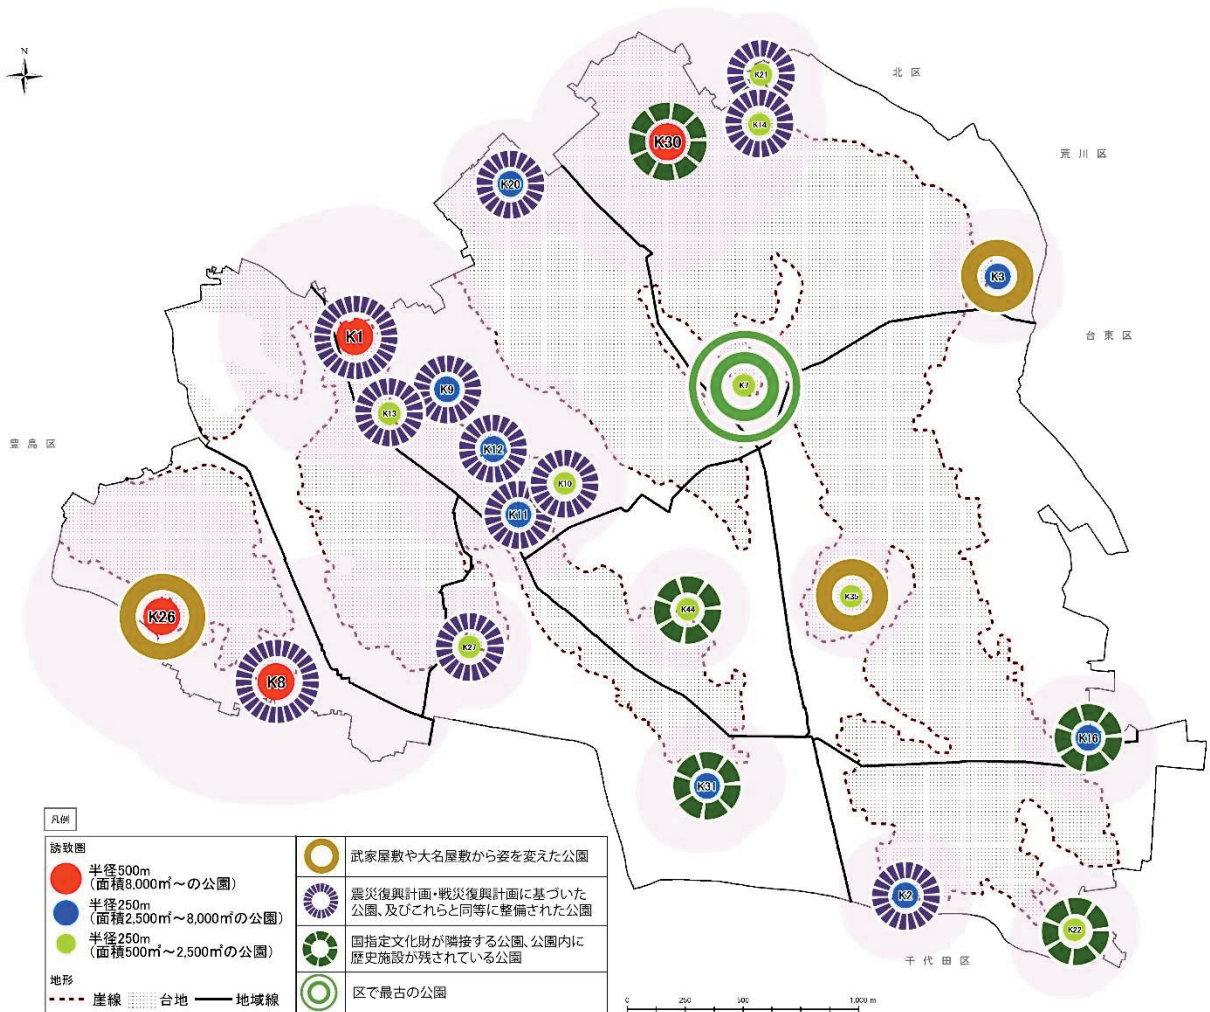 N
北区
荒川区
台東区
豊島区
千代田区
K21
K14
K30
K20
K3
K1
K7
K9
K13
K12
K10
K11
K26
K44
K35
K27
K8
K16
K31
K2
K22
凡例
誘致圏
半径500m
(面積8,000㎡~の公園)
半径250m
(面積2,500㎡~8,000㎡の公園)
半径250m
(面積500㎡~2,500㎡の公園)
地形
崖線 台地 地域線
武家屋敷や大名屋敷から姿を変えた公園
震災復興計画・戦災復興計画に基づいた
公園、及びこれらと同等に整備された公園
国指定文化財が隣接する公園、公園内に
歴史施設が残されている公園
区で最古の公園
0 250 500 1,000 m